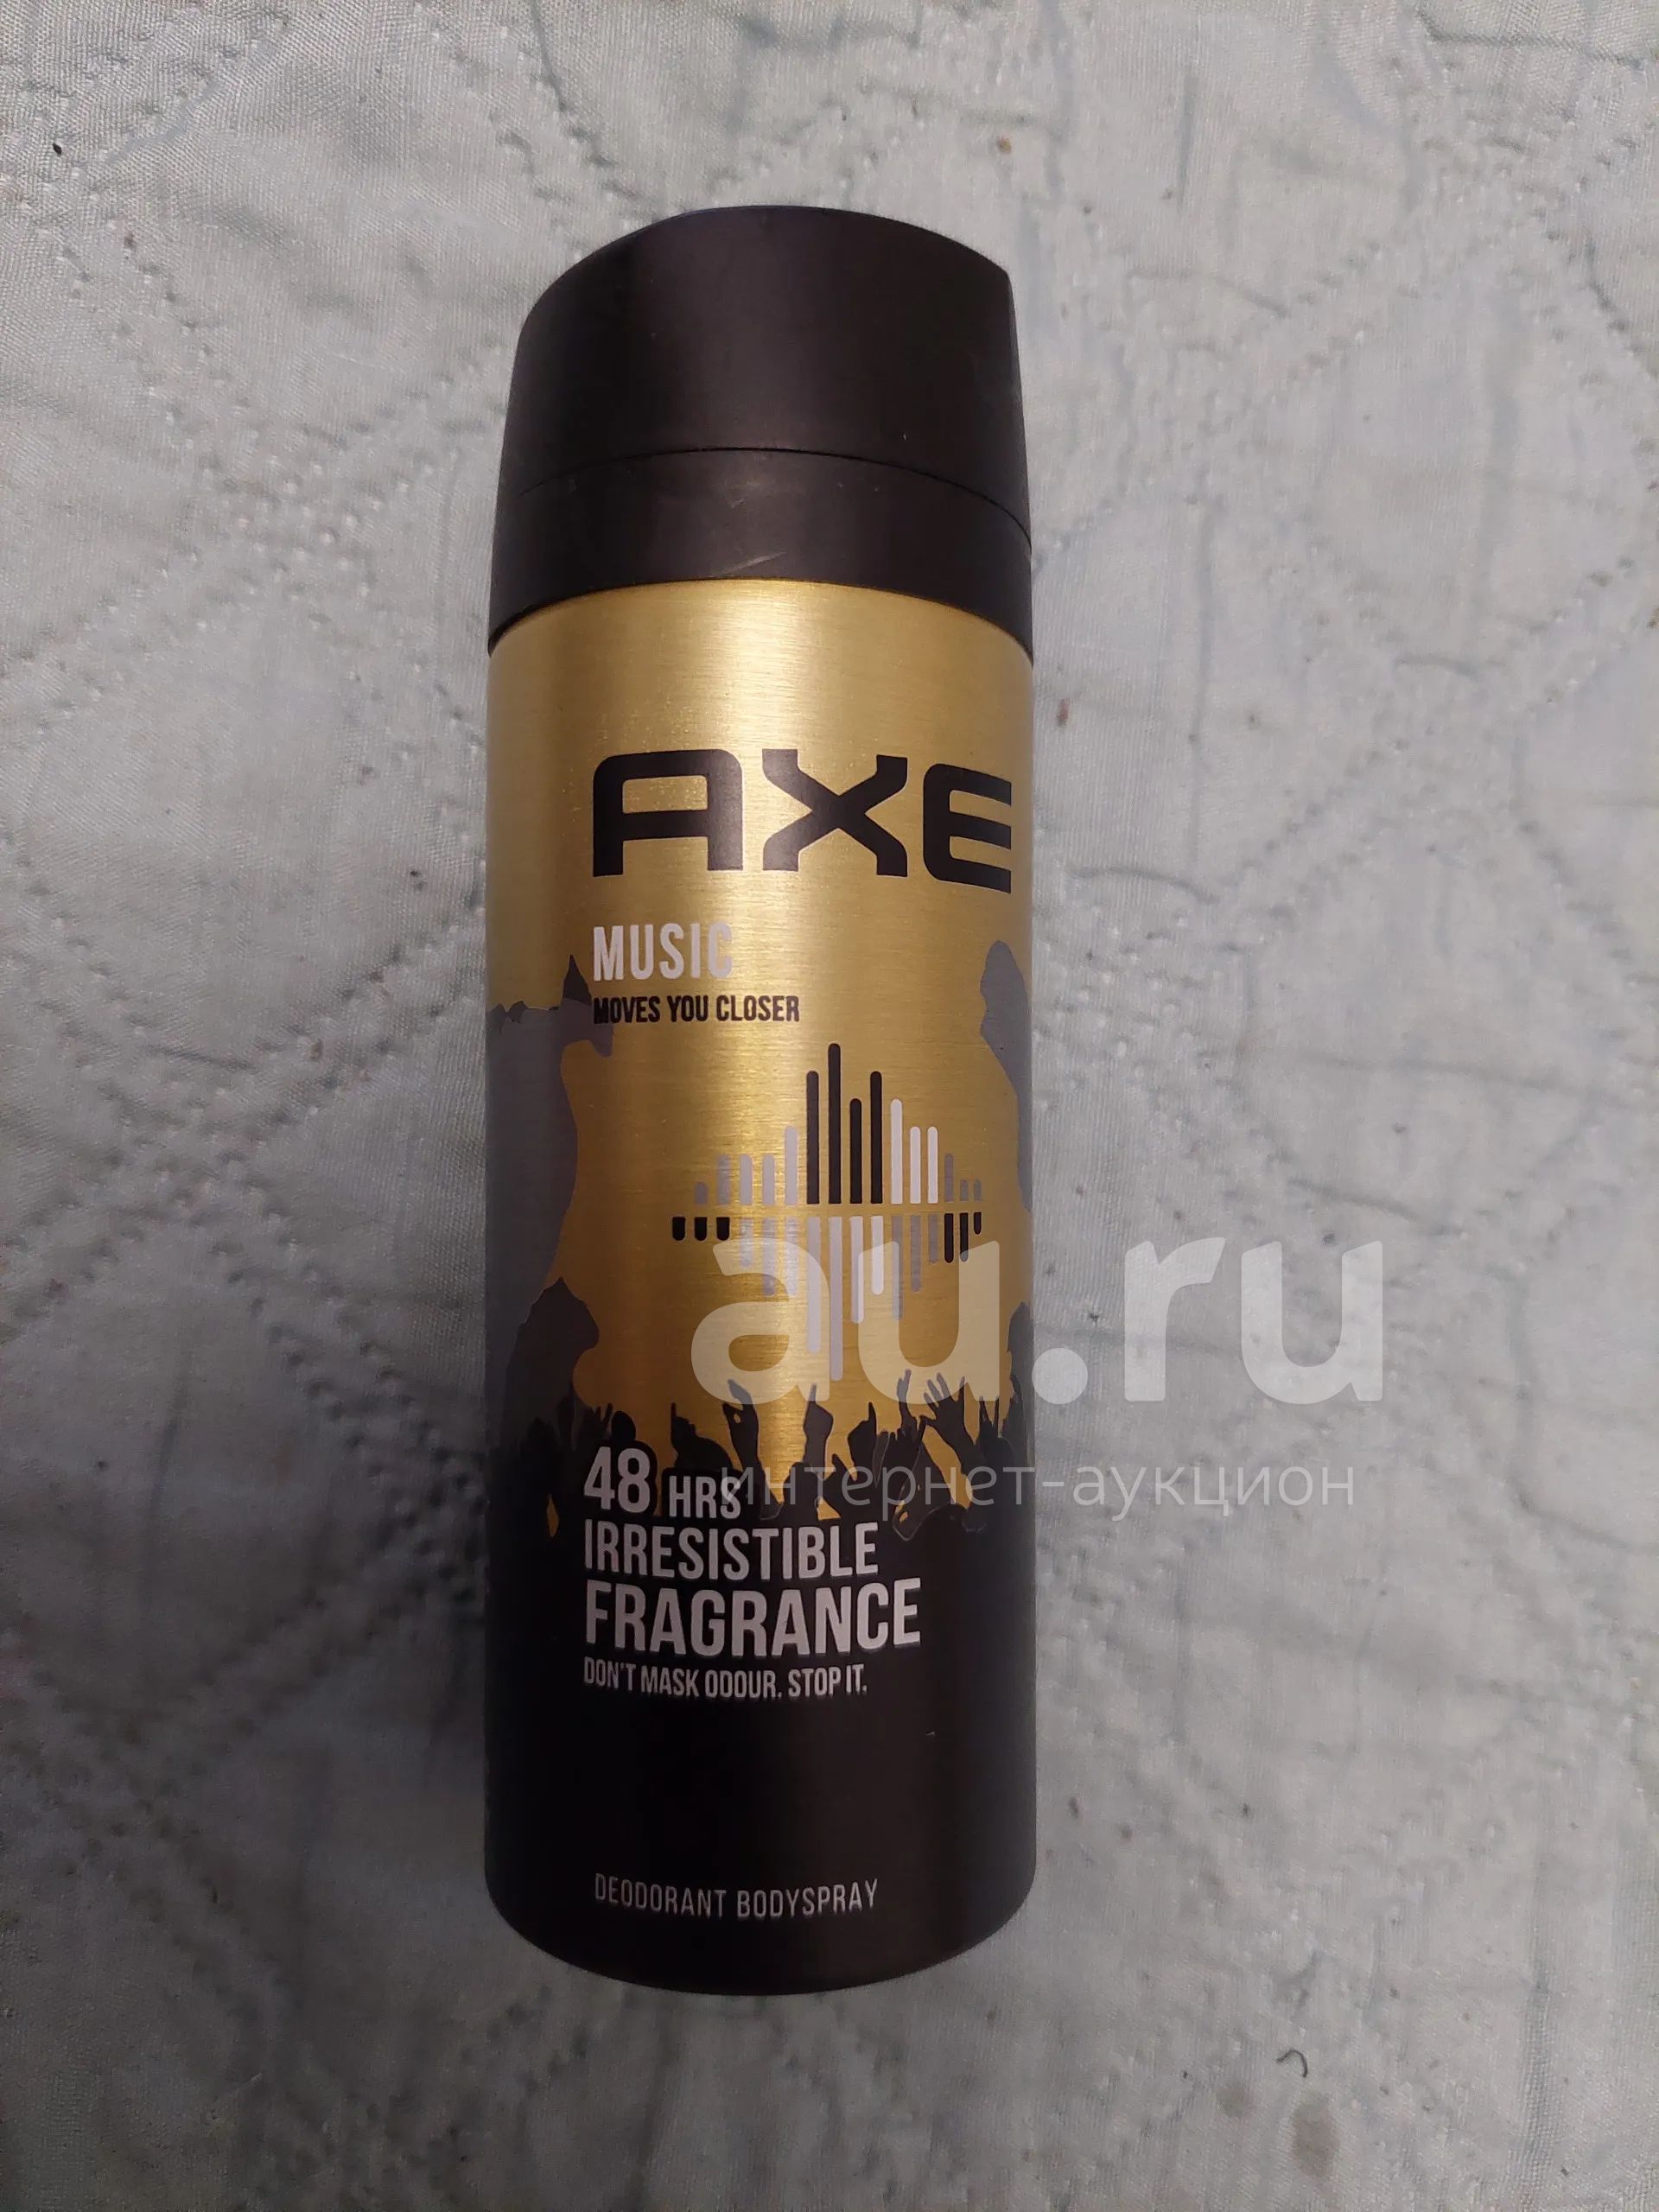 AXE
MUSIC
MOVES YOU CLOSER
au.ru
интернет-аукцион
48 HRS
IRRESISTIBLE
FRAGRANCE
DON'T MASK ODOUR. STOP IT.
DEODORANT BODYSPRAY